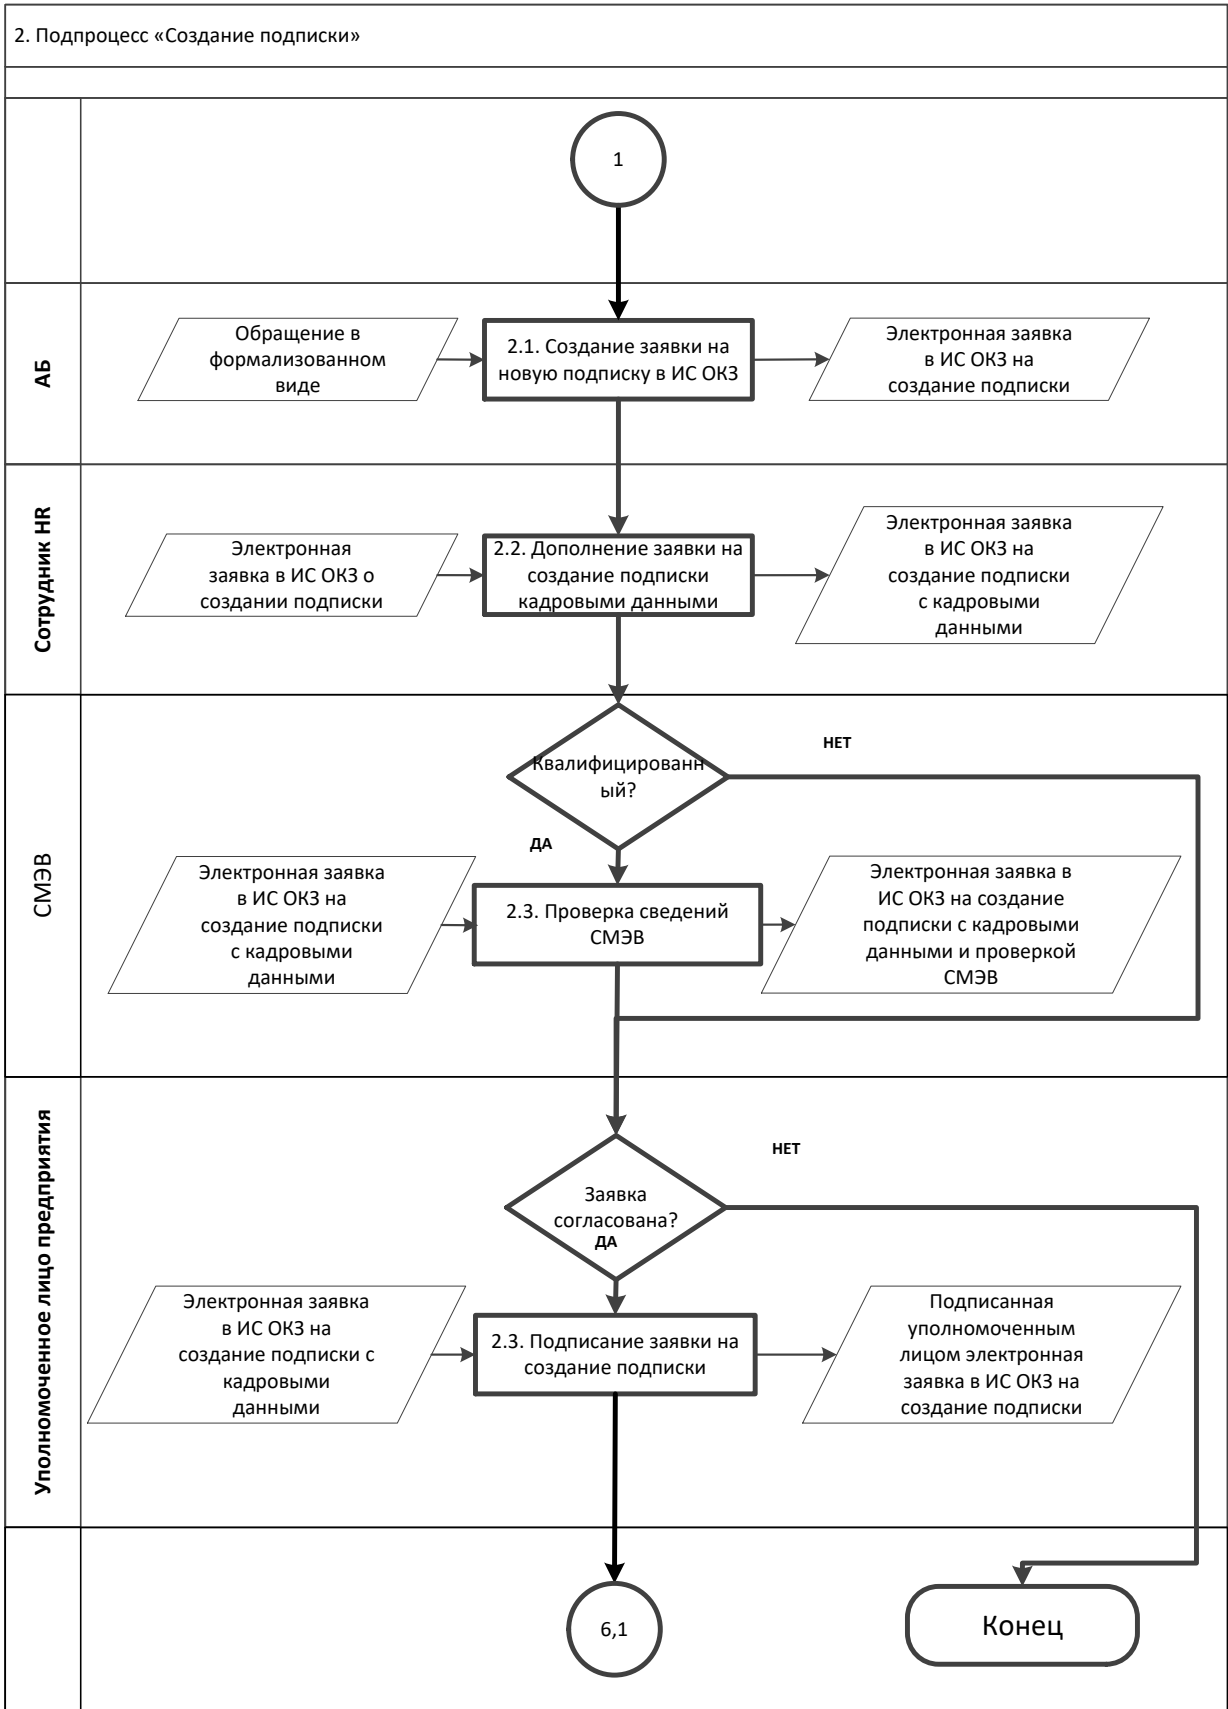 2. Подпроцесс «Создание подписки»
1
АБ
Обращение в
формализованном
виде
2.1. Создание заявки на
новую подписку в ИС ОКЗ
Электронная заявка
в ИС ОКЗ на
создание подписки
Сотрудник HR
Электронная
заявка в ИС ОКЗ о
создании подписки
2.2. Дополнение заявки на
создание подписки
кадровыми данными
Электронная заявка
в ИС ОКЗ на
создание подписки
с кадровыми
данными
СМЭВ
Квалифицированн
ый?
НЕТ
ДА
Электронная заявка
в ИС ОКЗ на
создание подписки
с кадровыми
данными
2.3. Проверка сведений
СМЭВ
Электронная заявка в
ИС ОКЗ на создание
подписки с кадровыми
данными и проверкой
СМЭВ
Уполномоченное лицо предприятия
Заявка
согласована?
НЕТ
ДА
Электронная заявка
в ИС ОКЗ на
создание подписки с
кадровыми
данными
2.3. Подписание заявки на
создание подписки
Подписанная
уполномоченным
лицом электронная
заявка в ИС ОКЗ на
создание подписки
6,1
Конец